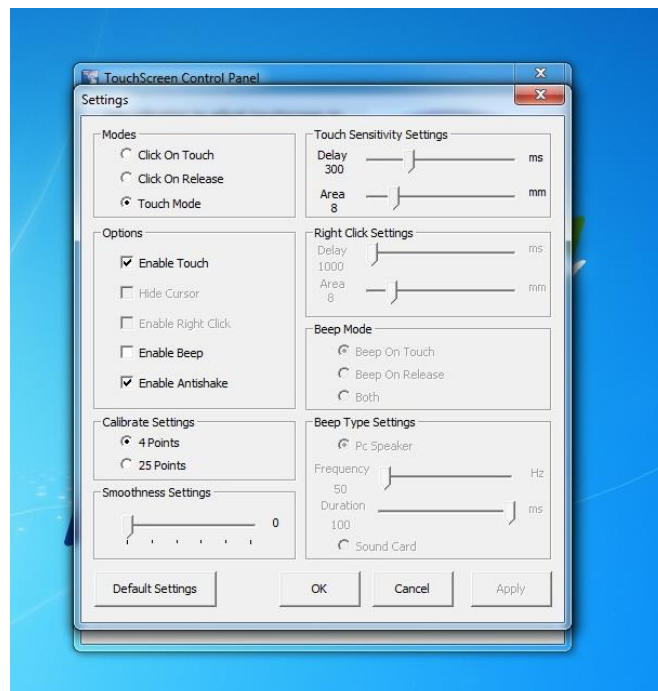 TouchScreen Control Panel
Settings
Modes
Click On Touch
Click On Release
Touch Mode
Options
Enable Touch
Hide Cursor
Enable Right Click
Enable Beep
Enable Antishake
Calibrate Settings
4 Points
25 Points
Smoothness Settings
0
Touch Sensitivity Settings
Delay ms
300
Area mm
8
Right Click Settings
Delay ms
1000
Area mm
8
Beep Mode
Beep On Touch
Beep On Release
Both
Beep Type Settings
Pc Speaker
Frequency Hz
50
Duration ms
100
Sound Card
Default Settings OK Cancel Apply